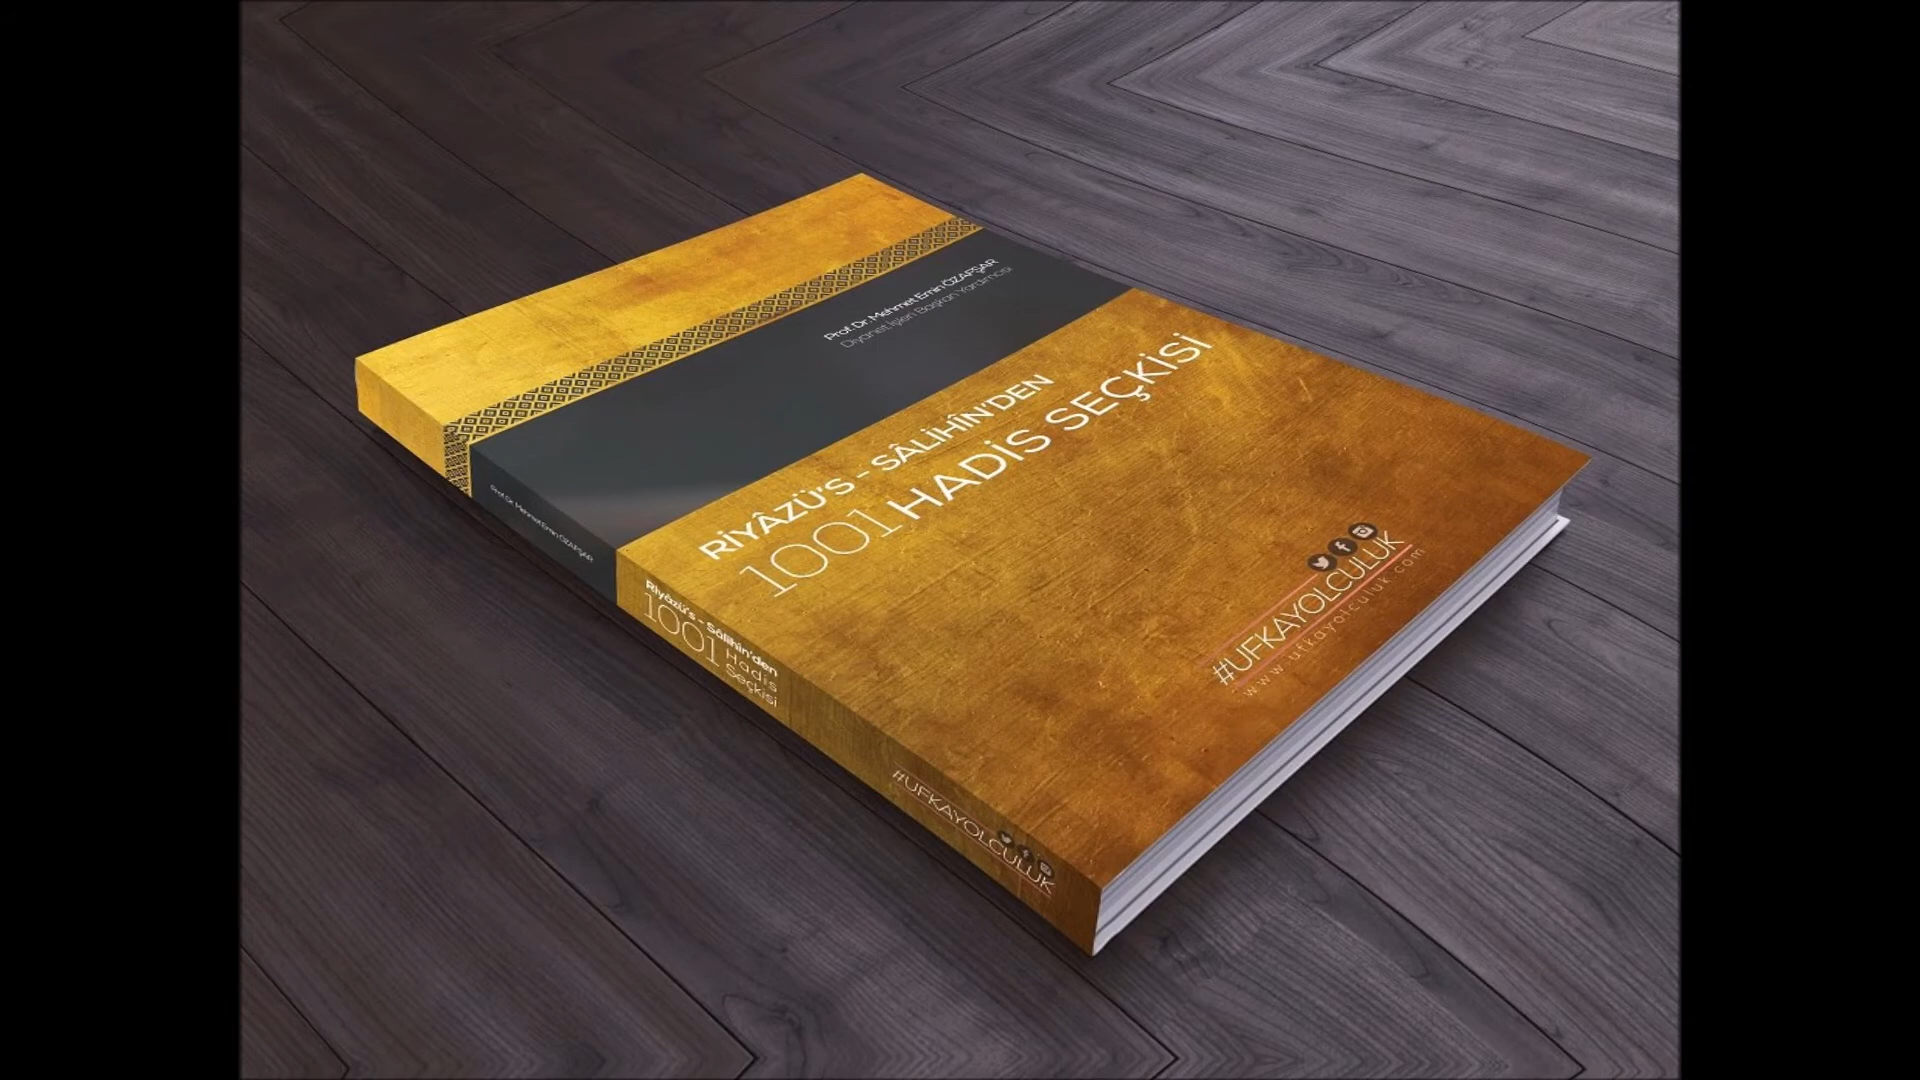 Prof. Dr. Mehmet Emin ÖZAFŞAR
Diyanet İşleri Başkan Yardımcısı
RİYÂZÜ'S - SÂLİHÎN'DEN
1001 HADİS SEÇKİSİ
#UFKAYOLCULUK
www.ufkayolculuk.com
Prof. Dr. Mehmet Emin ÖZAFŞAR
Riyâzü's - Sâlihîn'den
1001 Hadis
Seçkisi
#UFKAYOLCULUK